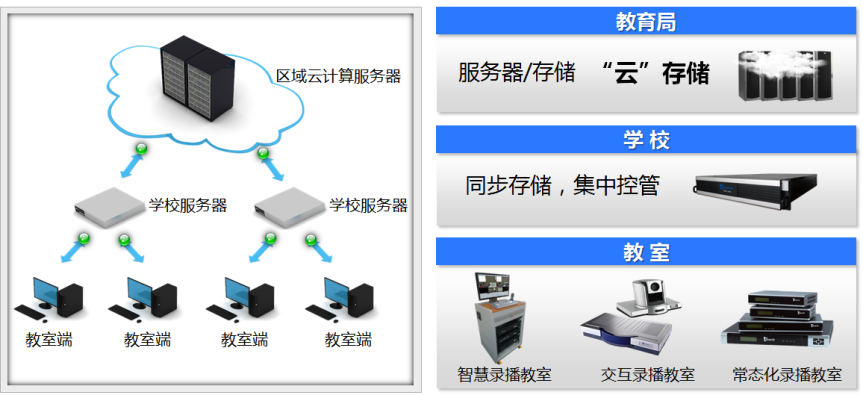 区域云计算服务器
学校服务器
学校服务器
教室端
教室端
教室端
教室端
教育局
服务器/存储 “云”存储
学校
同步存储，集中控管
教室
智慧录播教室
交互录播教室
常态化录播教室